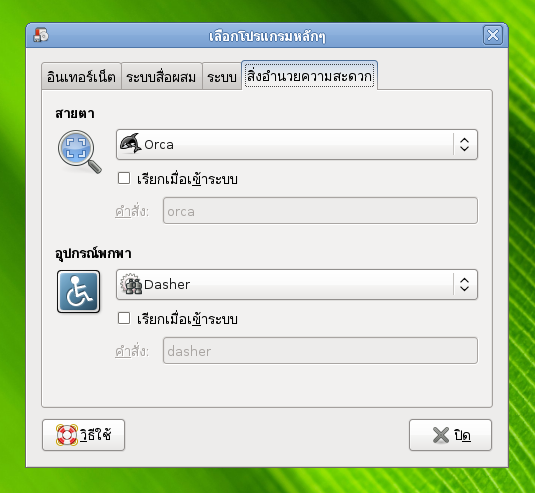 เลือกโปรแกรมหลักๆ
อินเทอร์เน็ต ระบบสื่อผสม ระบบ สิ่งอำนวยความสะดวก
สายตา
Orca
เรียกเมื่อเข้าระบบ
คำสั่ง: orca
อุปกรณ์พกพา
Dasher
เรียกเมื่อเข้าระบบ
คำสั่ง: dasher
วิธีใช้ ปิด